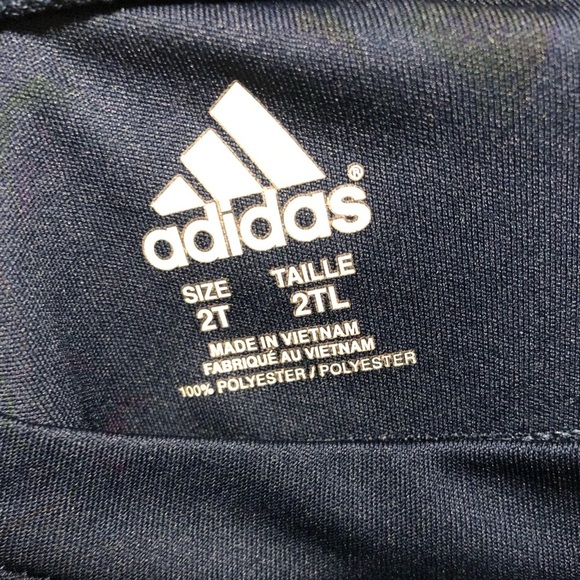 adidas®
SIZE TAILLE
2T 2TL
MADE IN VIETNAM
FABRIQUÉ AU VIETNAM
100% POLYESTER / POLYESTER